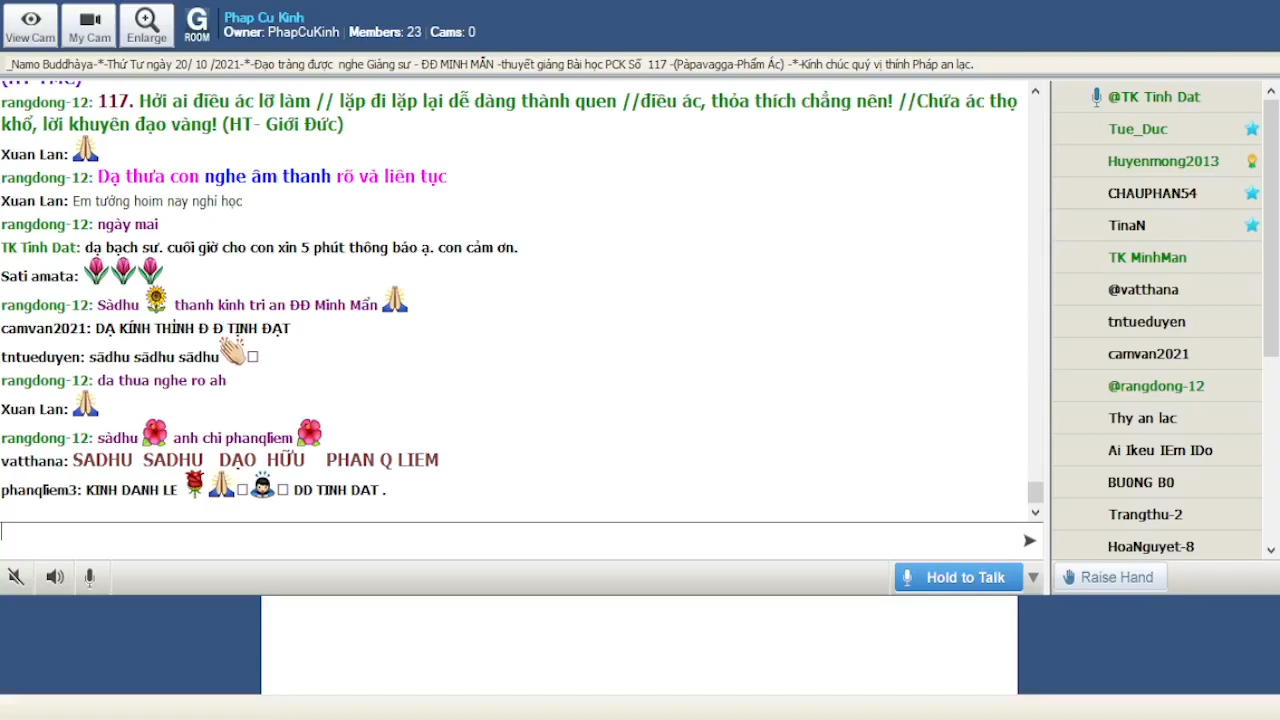 View Cam
My Cam
Enlarge
G
ROOM
Phap Cu Kinh
Owner: PhapCuKinh | Members: 23 | Cams: 0
_Namo Buddhàya-*-Thứ Tư ngày 20/ 10 /2021-*-Đạo tràng được nghe Giảng sư - ĐĐ MINH MẪN -thuyết giảng Bài học PCK Số 117 -(Pàpavagga-Phẩm Ác) -*-Kính chúc quý vị thính Pháp an lạc.
(HT TMC)
rangdong-12: 117. Hởi ai điều ác lỡ làm // lặp đi lặp lại dễ dàng thành quen //điều ác, thỏa thích chẳng nên! //Chứa ác thọ
khổ, lời khuyên đạo vàng! (HT- Giới Đức)
Xuan Lan:
rangdong-12: Dạ thưa con nghe âm thanh rõ và liên tục
Xuan Lan: Em tưởng hoim nay nghỉ học
rangdong-12: ngày mai
TK Tinh Dat: dạ bạch sư. cuối giờ cho con xin 5 phút thông báo ạ. con cảm ơn.
Sati amata:
rangdong-12: Sàdhu thanh kinh tri an ĐĐ Minh Mẩn
camvan2021: DẠ KÍNH THỈNH Đ Đ TỊNH ĐẠT
tntueduyen: sādhu sādhu sādhu
rangdong-12: da thua nghe ro ah
Xuan Lan:
rangdong-12: sàdhu anh chi phanqliem
vatthana: SADHU SADHU DẠO HỮU PHAN Q LIEM
phanqliem3: KINH DANH LE DD TINH DAT .
Hold to Talk
@TK Tinh Dat
Tue_Duc
Huyenmong2013
CHAUPHAN54
TinaN
TK MinhMan
@vatthana
tntueduyen
camvan2021
@rangdong-12
Thy an lac
Ai Ikeu IEm IDo
BU0NG B0
Trangthu-2
HoaNguyet-8
Raise Hand